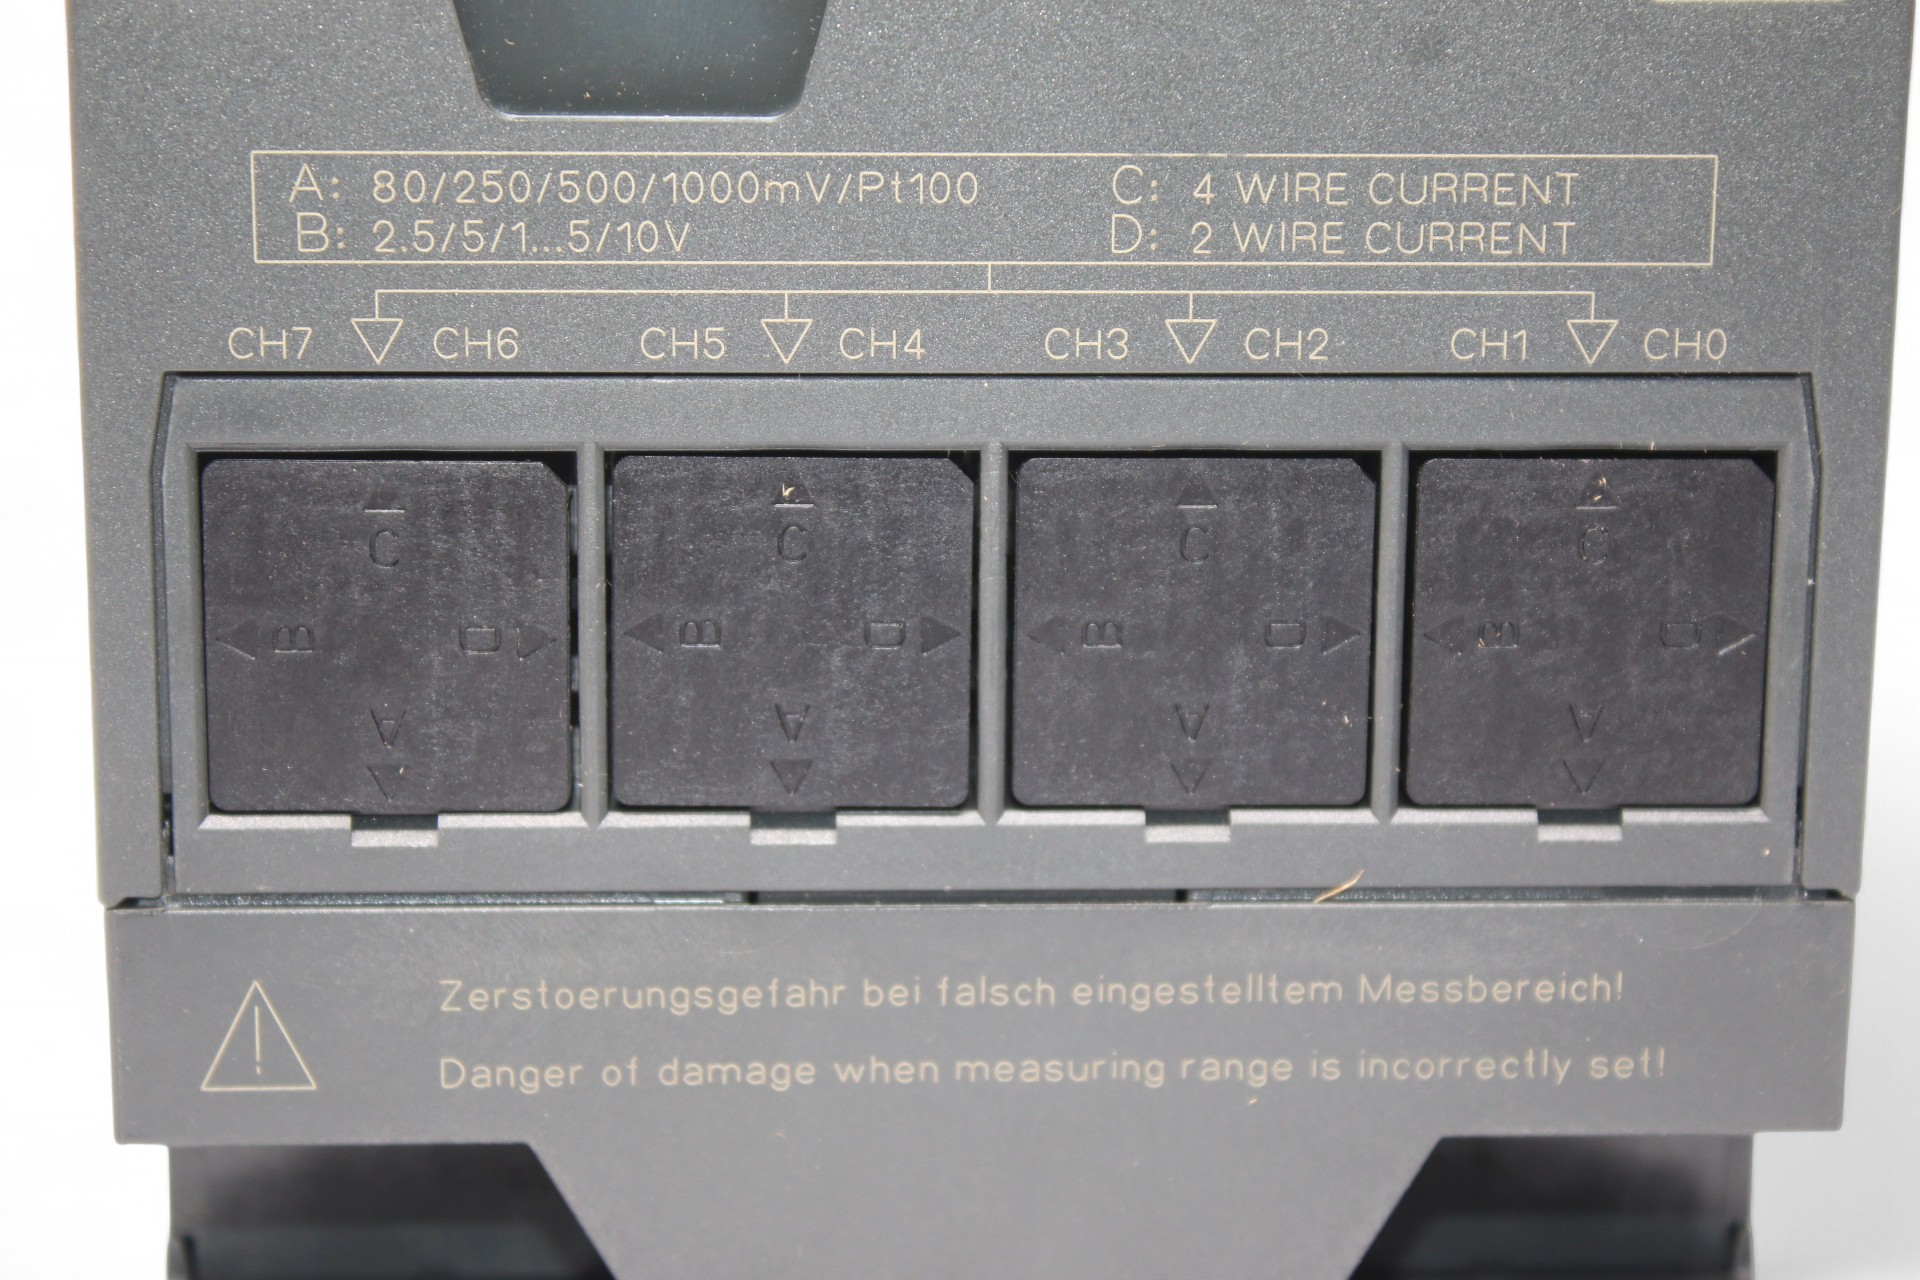 A: 80/250/500/1000mV/Pt100 C: 4 WIRE CURRENT
B: 2.5/5/1...5/10V D: 2 WIRE CURRENT
CH7 CH6 CH5 CH4 CH3 CH2 CH1 CH0
C C C C
B D B D B D B D
A A A A
Zerstoerungsgefahr bei falsch eingestelltem Messbereich!
Danger of damage when measuring range is incorrectly set!